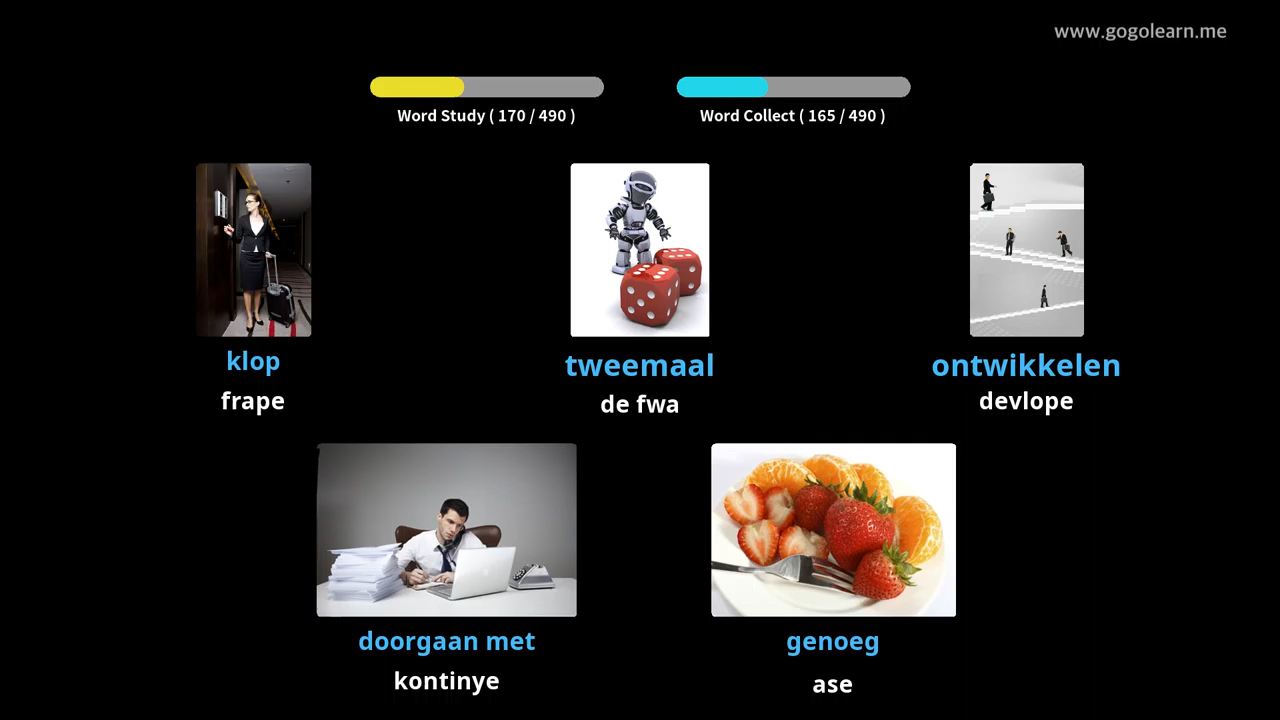 www.gogolearn.me
Word Study ( 170 / 490 )
Word Collect ( 165 / 490 )
klop
frape
tweemaal
de fwa
ontwikkelen
devlope
doorgaan met
kontinye
genoeg
ase